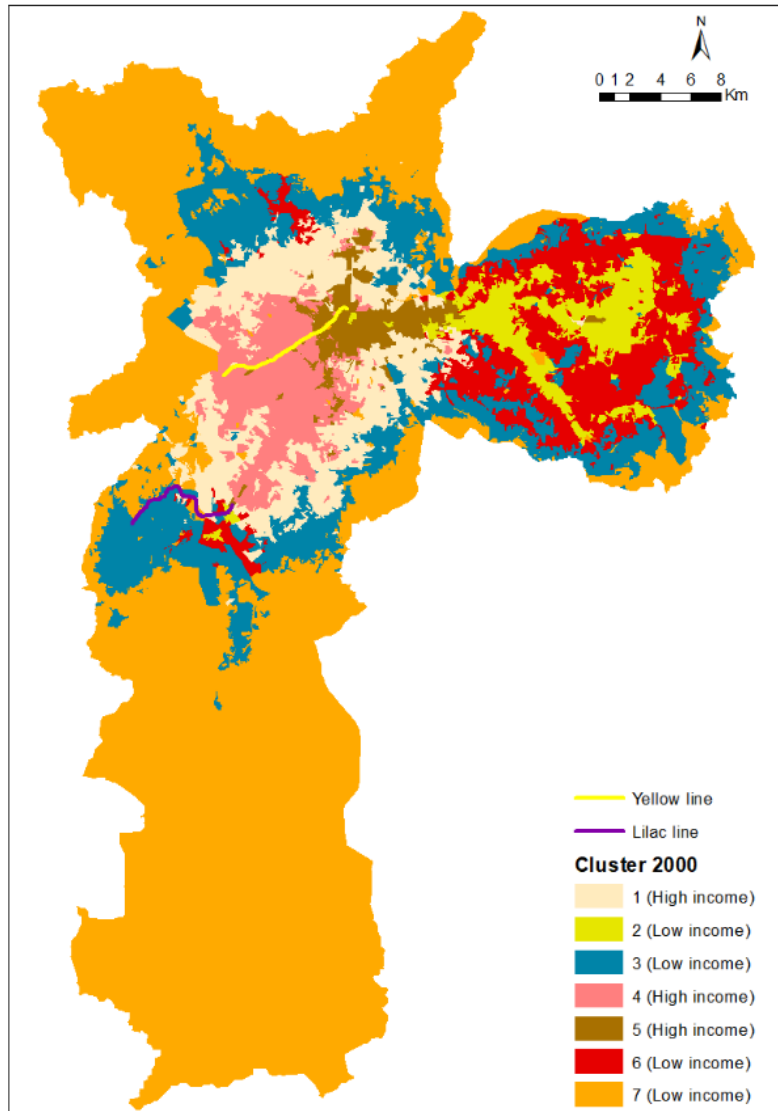 N
0 1 2 4 6 8
Km
Yellow line
Lilac line
Cluster 2000
1 (High income)
2 (Low income)
3 (Low income)
4 (High income)
5 (High income)
6 (Low income)
7 (Low income)